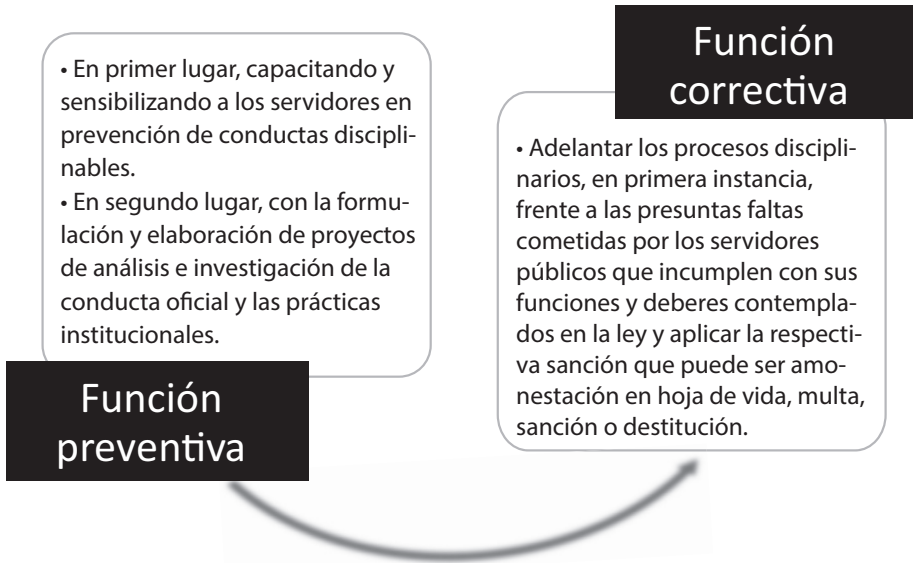 • En primer lugar, capacitando y
sensibilizando a los servidores en
prevención de conductas discipli-
nables.
• En segundo lugar, con la formu-
lación y elaboración de proyectos
de análisis e investigación de la
conducta oficial y las prácticas
institucionales.
Función
preventiva
Función
correctiva
• Adelantar los procesos discipli-
narios, en primera instancia,
frente a las presuntas faltas
cometidas por los servidores
públicos que incumplen con sus
funciones y deberes contempla-
dos en la ley y aplicar la respecti-
va sanción que puede ser amo-
nestación en hoja de vida, multa,
sanción o destitución.